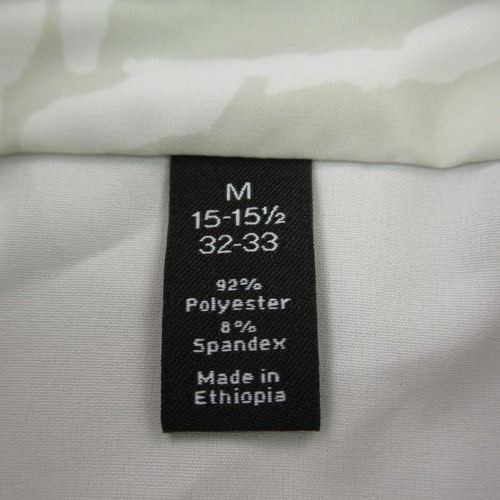 M
15-15½
32-33
92%
Polyester
8%
Spandex
Made in
Ethiopia